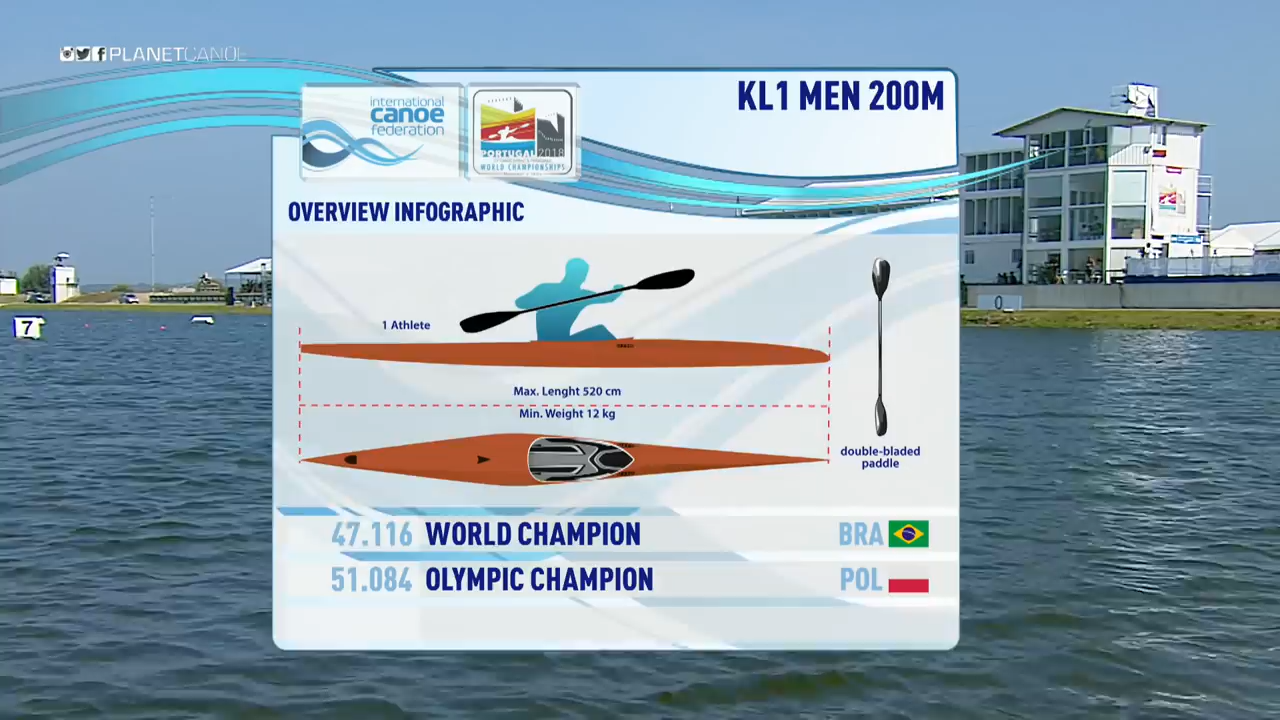 PLANETCANOE
KL1 MEN 200M
international
canoe
federation
PORTUGAL 2018
WORLD CHAMPIONSHIPS
OVERVIEW INFOGRAPHIC
1 Athlete
Max. Lenght 520 cm
Min. Weight 12 kg
double-bladed
paddle
47.116 WORLD CHAMPION BRA
51.084 OLYMPIC CHAMPION POL
7
0